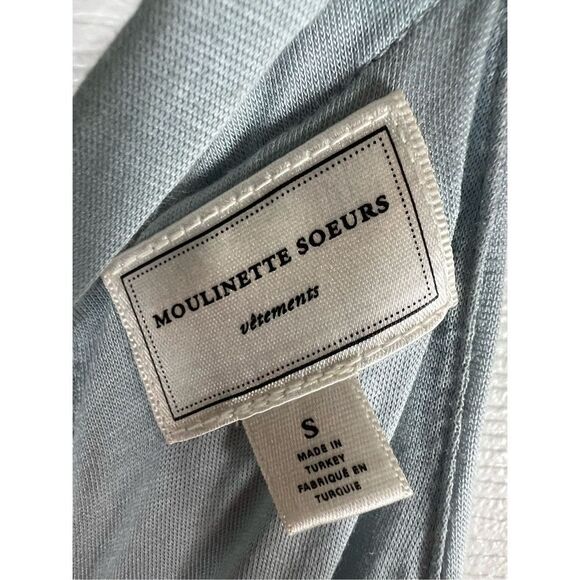 MOULINETTE SOEURS
vêtements
S
MADE IN
TURKEY
FABRIQUÉ EN
TURQUIE